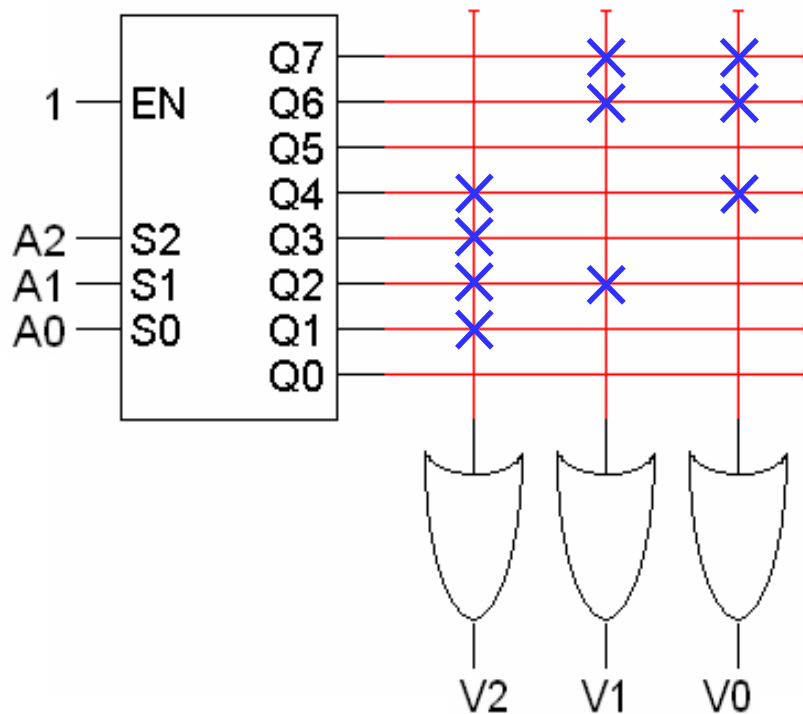 Q7
1 EN Q6
Q5
Q4
A2 S2 Q3
A1 S1 Q2
A0 S0 Q1
Q0
V2 V1 V0